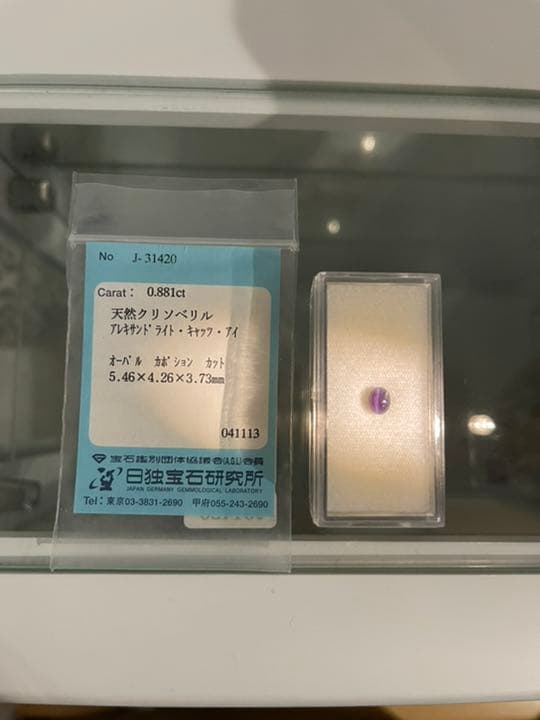 No J-31420
Carat: 0.881ct
天然クリソベリル
アレキサンドライト・キャッツ・アイ
オーバル カボション カット
5.46×4.26×3.73mm
041113
宝石鑑別団体協議会(A.G.L)会員
日独宝石研究所
JAPAN GERMANY GEMMOLOGICAL LABORATORY
Tel:東京03-3831-2690 甲府055-243-2690